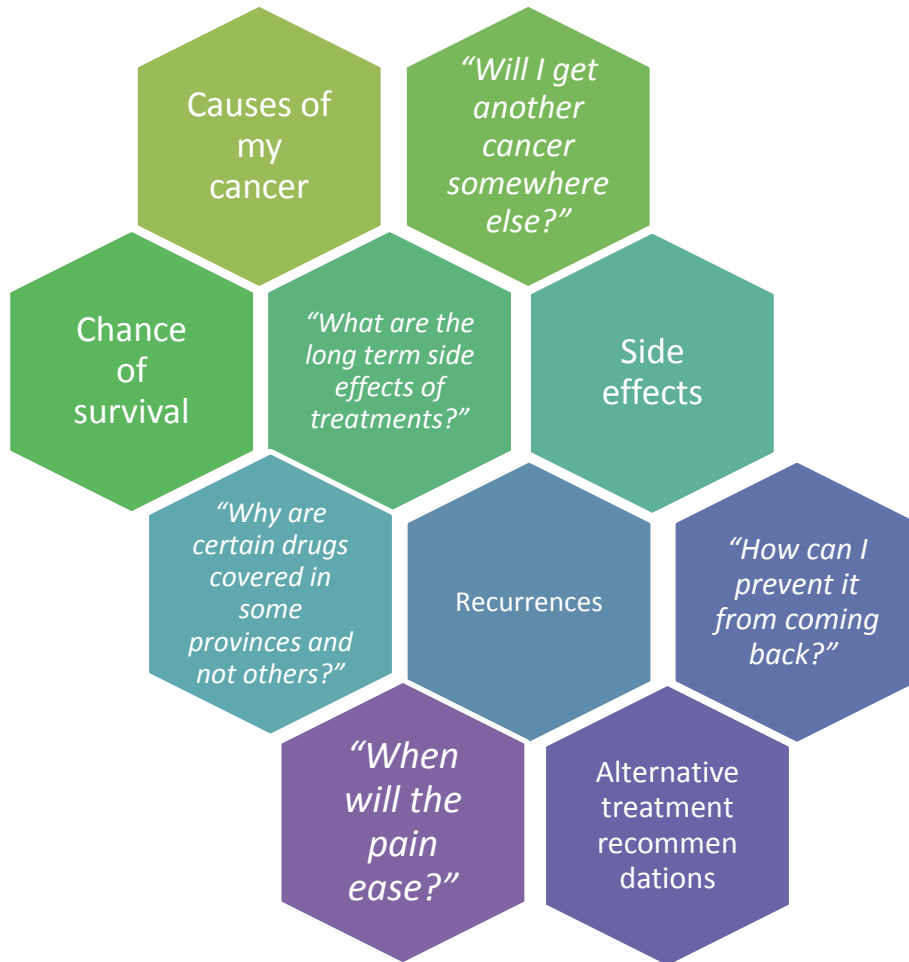 Causes of
my
cancer
“Will I get
another
cancer
somewhere
else?”
Chance
of
survival
“What are the
long term side
effects of
treatments?”
Side
effects
“Why are
certain drugs
covered in
some
provinces and
not others?”
Recurrences
“How can I
prevent it
from coming
back?”
“When
will the
pain
ease?”
Alternative
treatment
recommen
dations